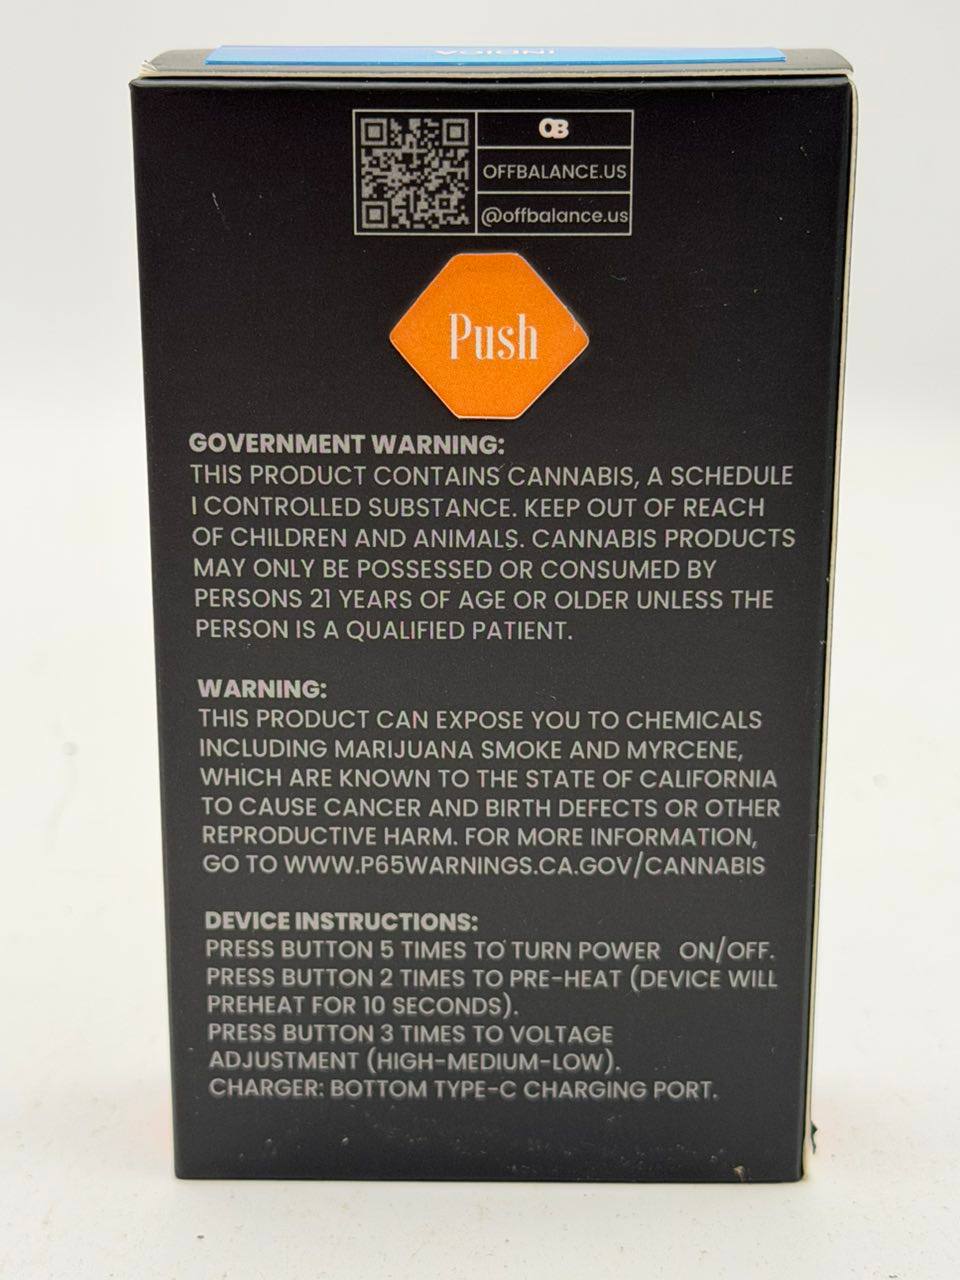 INDICA
OB
OFFBALANCE.US
@offbalance.us
Push
GOVERNMENT WARNING:
THIS PRODUCT CONTAINS CANNABIS, A SCHEDULE
I CONTROLLED SUBSTANCE. KEEP OUT OF REACH
OF CHILDREN AND ANIMALS. CANNABIS PRODUCTS
MAY ONLY BE POSSESSED OR CONSUMED BY
PERSONS 21 YEARS OF AGE OR OLDER UNLESS THE
PERSON IS A QUALIFIED PATIENT.
WARNING:
THIS PRODUCT CAN EXPOSE YOU TO CHEMICALS
INCLUDING MARIJUANA SMOKE AND MYRCENE,
WHICH ARE KNOWN TO THE STATE OF CALIFORNIA
TO CAUSE CANCER AND BIRTH DEFECTS OR OTHER
REPRODUCTIVE HARM. FOR MORE INFORMATION,
GO TO WWW.P65WARNINGS.CA.GOV/CANNABIS
DEVICE INSTRUCTIONS:
PRESS BUTTON 5 TIMES TO TURN POWER ON/OFF.
PRESS BUTTON 2 TIMES TO PRE-HEAT (DEVICE WILL
PREHEAT FOR 10 SECONDS).
PRESS BUTTON 3 TIMES TO VOLTAGE
ADJUSTMENT (HIGH-MEDIUM-LOW).
CHARGER: BOTTOM TYPE-C CHARGING PORT.